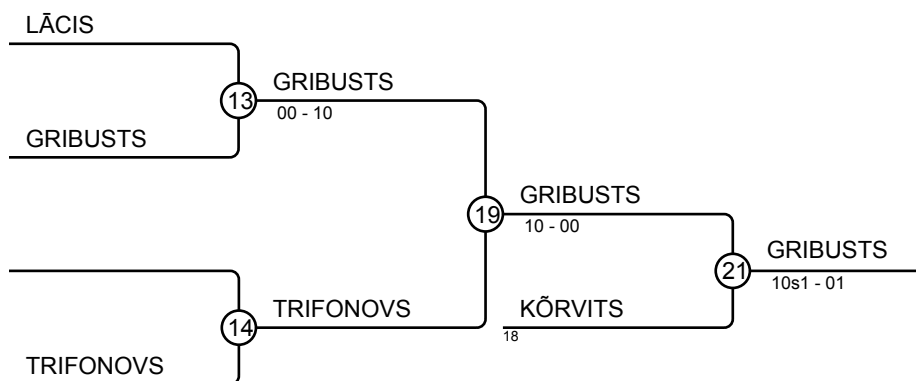 LĀCIS
13
GRIBUSTS
00 - 10
GRIBUSTS
19
GRIBUSTS
10 - 00
21
GRIBUSTS
10s1 - 01
14
TRIFONOVS
KÕRVITS
18
TRIFONOVS